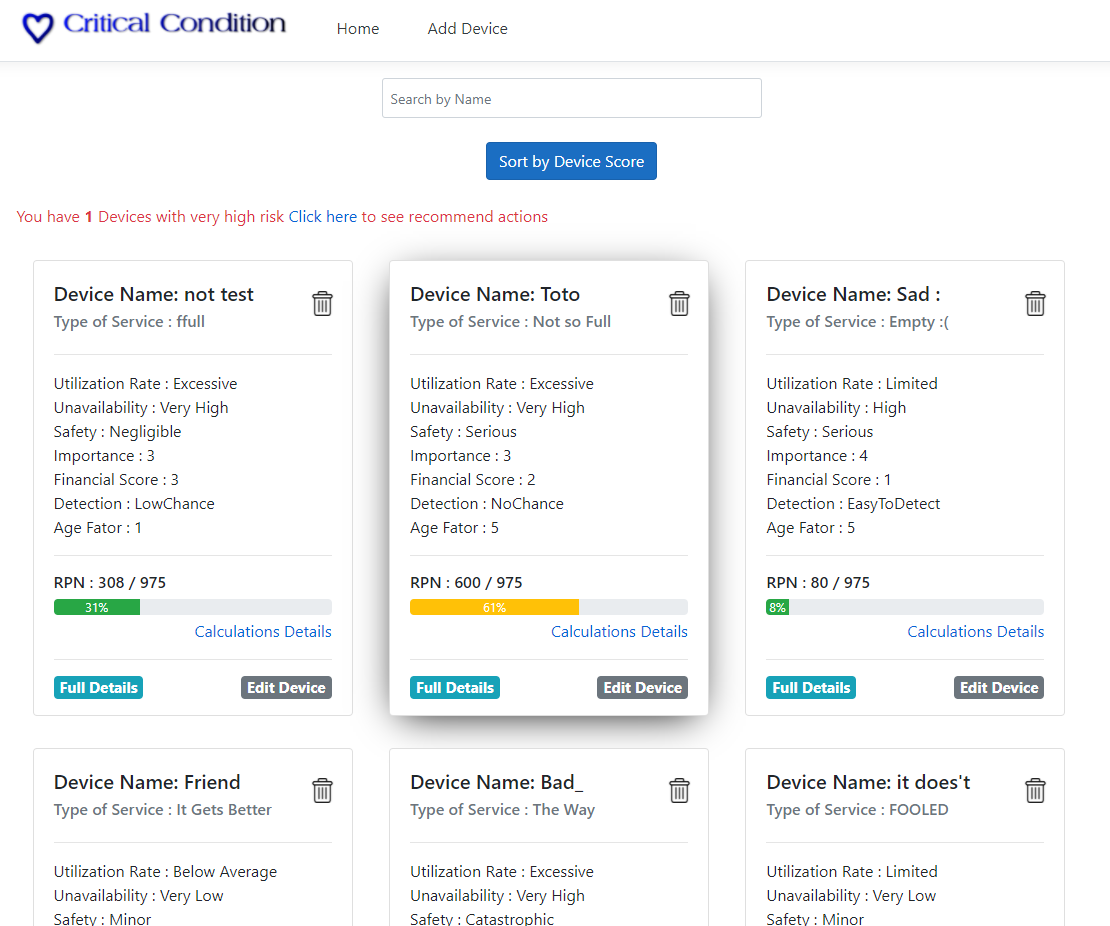 Critical Condition Home Add Device
Search by Name
Sort by Device Score
You have 1 Devices with very high risk Click here to see recommend actions
Device Name: not test
Type of Service : ffull
Utilization Rate : Excessive
Unavailability : Very High
Safety : Negligible
Importance : 3
Financial Score : 3
Detection : LowChance
Age Fator : 1
RPN : 308 / 975
31%
Calculations Details
Full Details Edit Device
Device Name: Toto
Type of Service : Not so Full
Utilization Rate : Excessive
Unavailability : Very High
Safety : Serious
Importance : 3
Financial Score : 2
Detection : NoChance
Age Fator : 5
RPN : 600 / 975
61%
Calculations Details
Full Details Edit Device
Device Name: Sad :
Type of Service : Empty :(
Utilization Rate : Limited
Unavailability : High
Safety : Serious
Importance : 4
Financial Score : 1
Detection : EasyToDetect
Age Fator : 5
RPN : 80 / 975
8%
Calculations Details
Full Details Edit Device
Device Name: Friend
Type of Service : It Gets Better
Utilization Rate : Below Average
Unavailability : Very Low
Safety : Minor
Device Name: Bad_
Type of Service : The Way
Utilization Rate : Excessive
Unavailability : Very High
Safety : Catastrophic
Device Name: it does't
Type of Service : FOOLED
Utilization Rate : Limited
Unavailability : Very Low
Safety : Minor